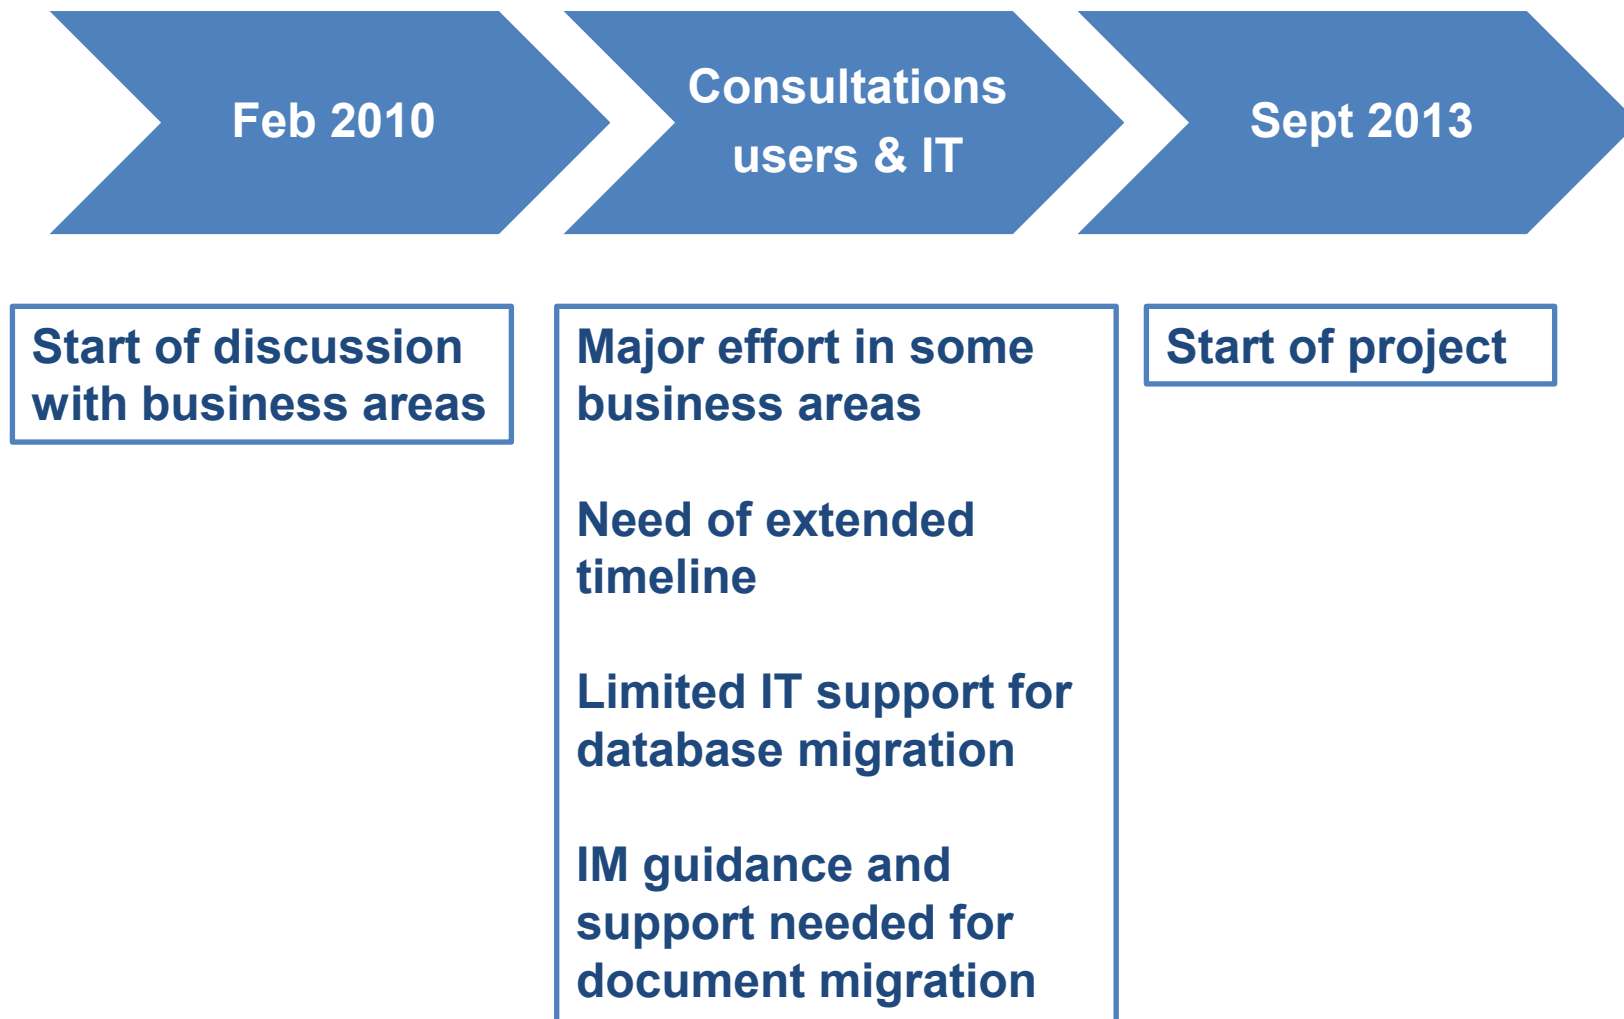 Feb 2010
Consultations
users & IT
Sept 2013
Start of discussion
with business areas
Major effort in some
business areas
Need of extended
timeline
Limited IT support for
database migration
IM guidance and
support needed for
document migration
Start of project